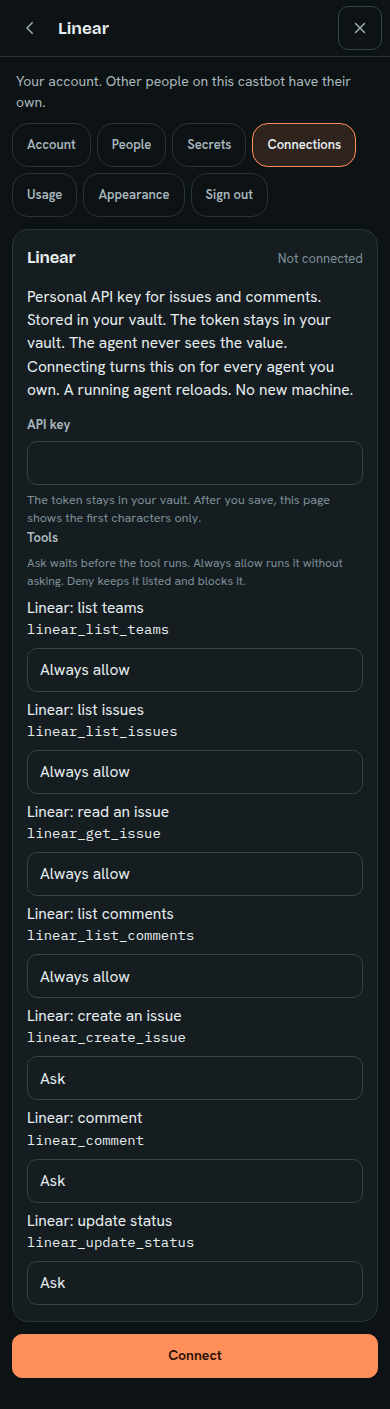 Linear
Your account. Other people on this castbot have their
own.
Account
People
Secrets
Connections
Usage
Appearance
Sign out
Linear
Not connected
Personal API key for issues and comments.
Stored in your vault. The token stays in your
vault. The agent never sees the value.
Connecting turns this on for every agent you
own. A running agent reloads. No new machine.
API key
The token stays in your vault. After you save, this page
shows the first characters only.
Tools
Ask waits before the tool runs. Always allow runs it without
asking. Deny keeps it listed and blocks it.
Linear: list teams
linear_list_teams
Always allow
Linear: list issues
linear_list_issues
Always allow
Linear: read an issue
linear_get_issue
Always allow
Linear: list comments
linear_list_comments
Always allow
Linear: create an issue
linear_create_issue
Ask
Linear: comment
linear_comment
Ask
Linear: update status
linear_update_status
Ask
Connect